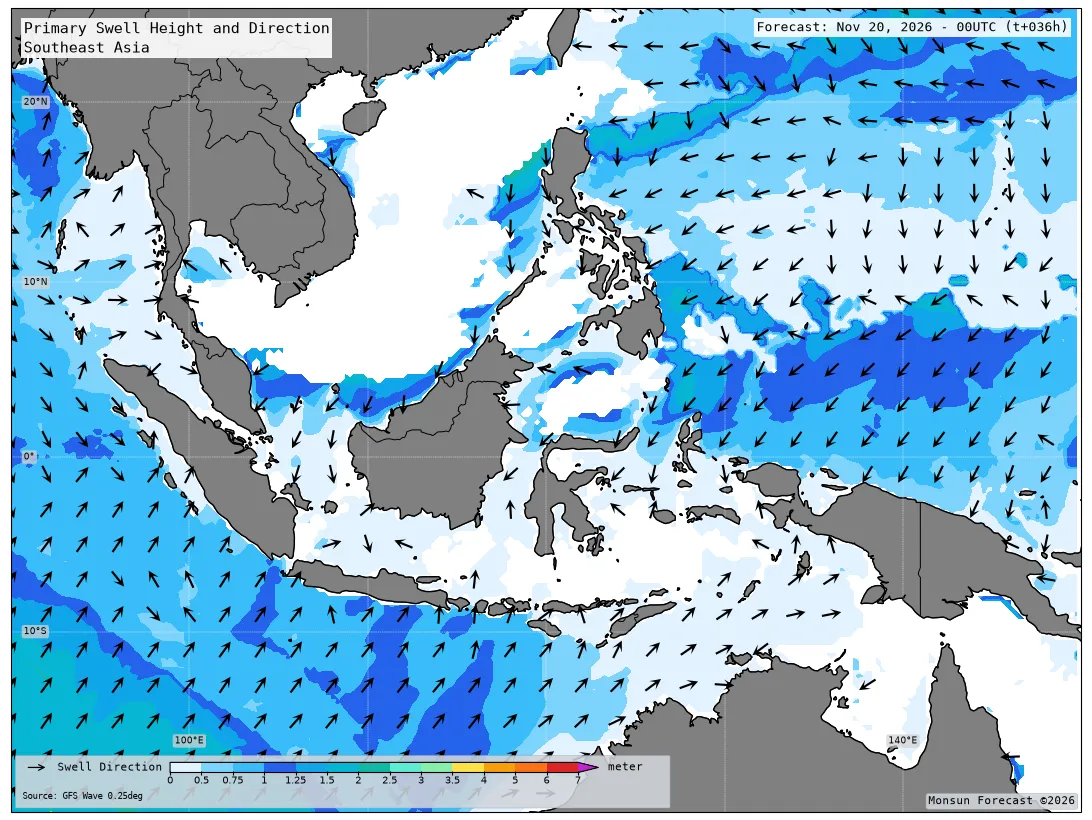 Primary Swell Height and Direction
Southeast Asia
Forecast: Nov 20, 2026 - 00UTC (t+036h)
20°N
10°N
0°
10°S
100°E
140°E
Swell Direction
0 0.5 0.75 1 1.25 1.5 2 2.5 3 3.5 4 5 6 7
meter
Source: GFS Wave 0.25deg
Monsun Forecast ©2026